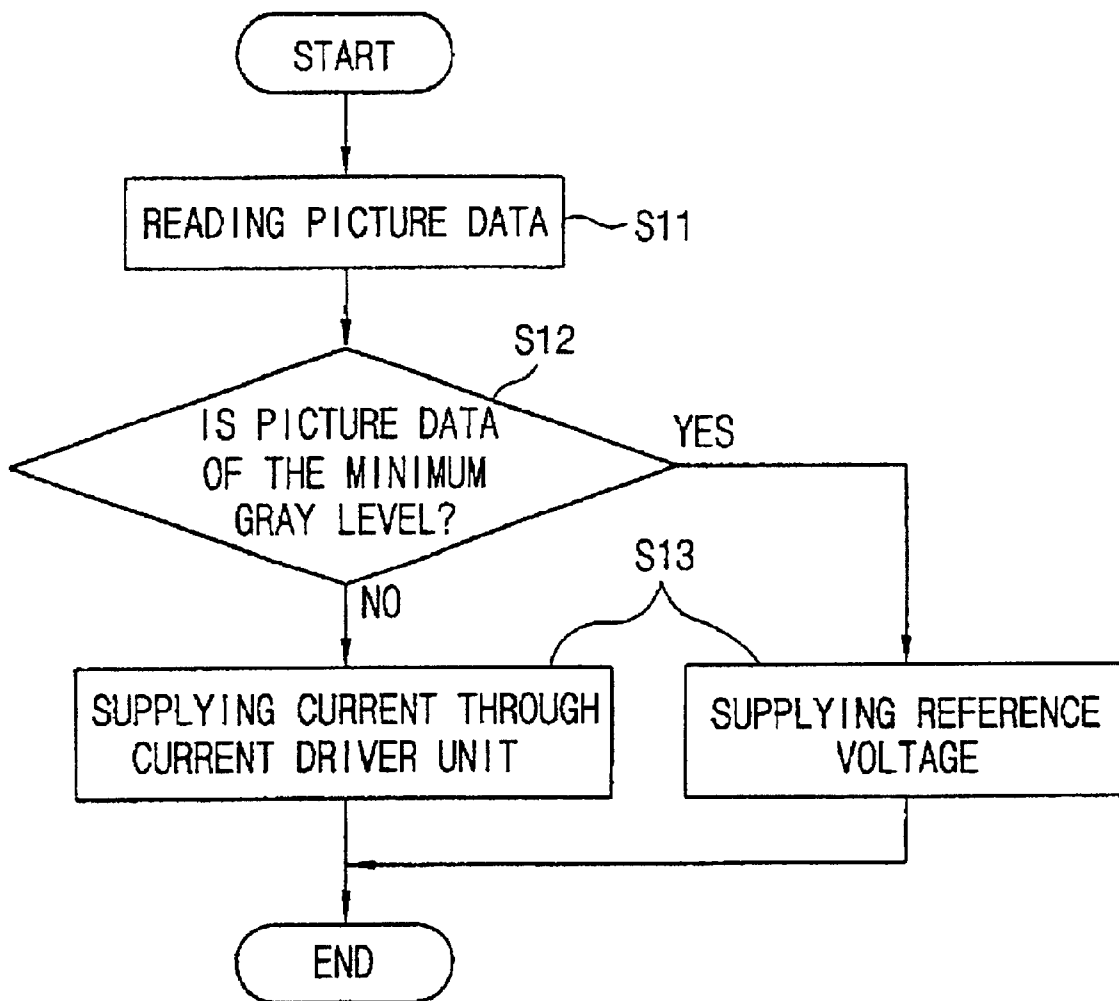 START
READING PICTURE DATA
S11
S12
IS PICTURE DATA
OF THE MINIMUM
GRAY LEVEL?
YES
NO
S13
SUPPLYING CURRENT THROUGH
CURRENT DRIVER UNIT
SUPPLYING REFERENCE
VOLTAGE
END